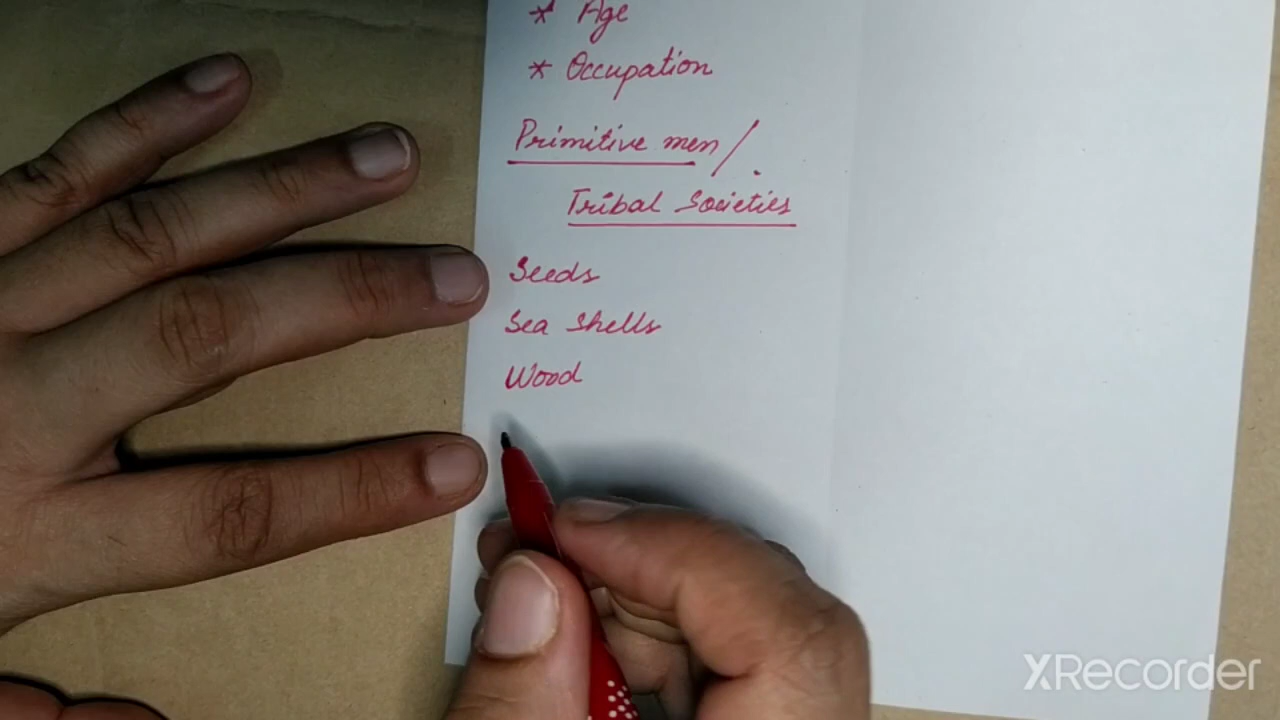 * Age
* Occupation
Primitive men /
Tribal Societies
Seeds
Sea Shells
Wood
XRecorder